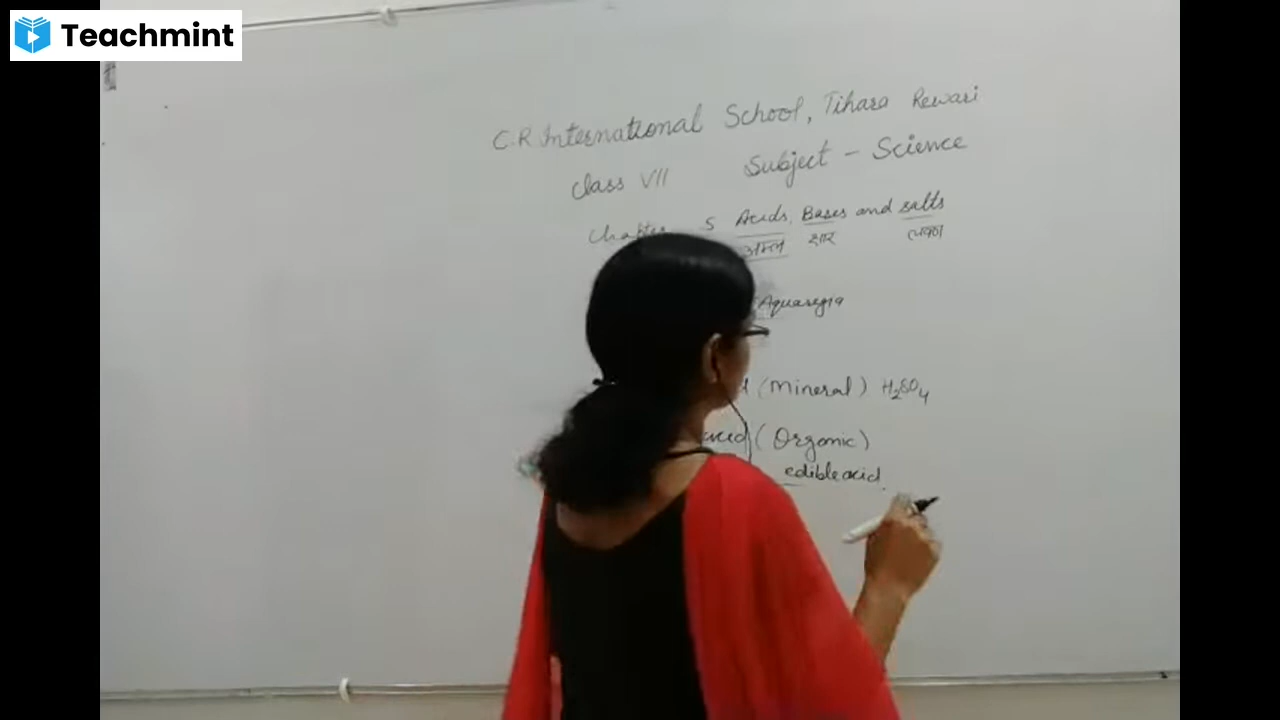 Teachmint
C.R. International School, Tihara Rewari
Class VII Subject - Science
Chapter 5 Acids, Bases and salts
अम्ल क्षार
Aquaregia
(Mineral) H₂SO₄
acid (Organic)
edible acid